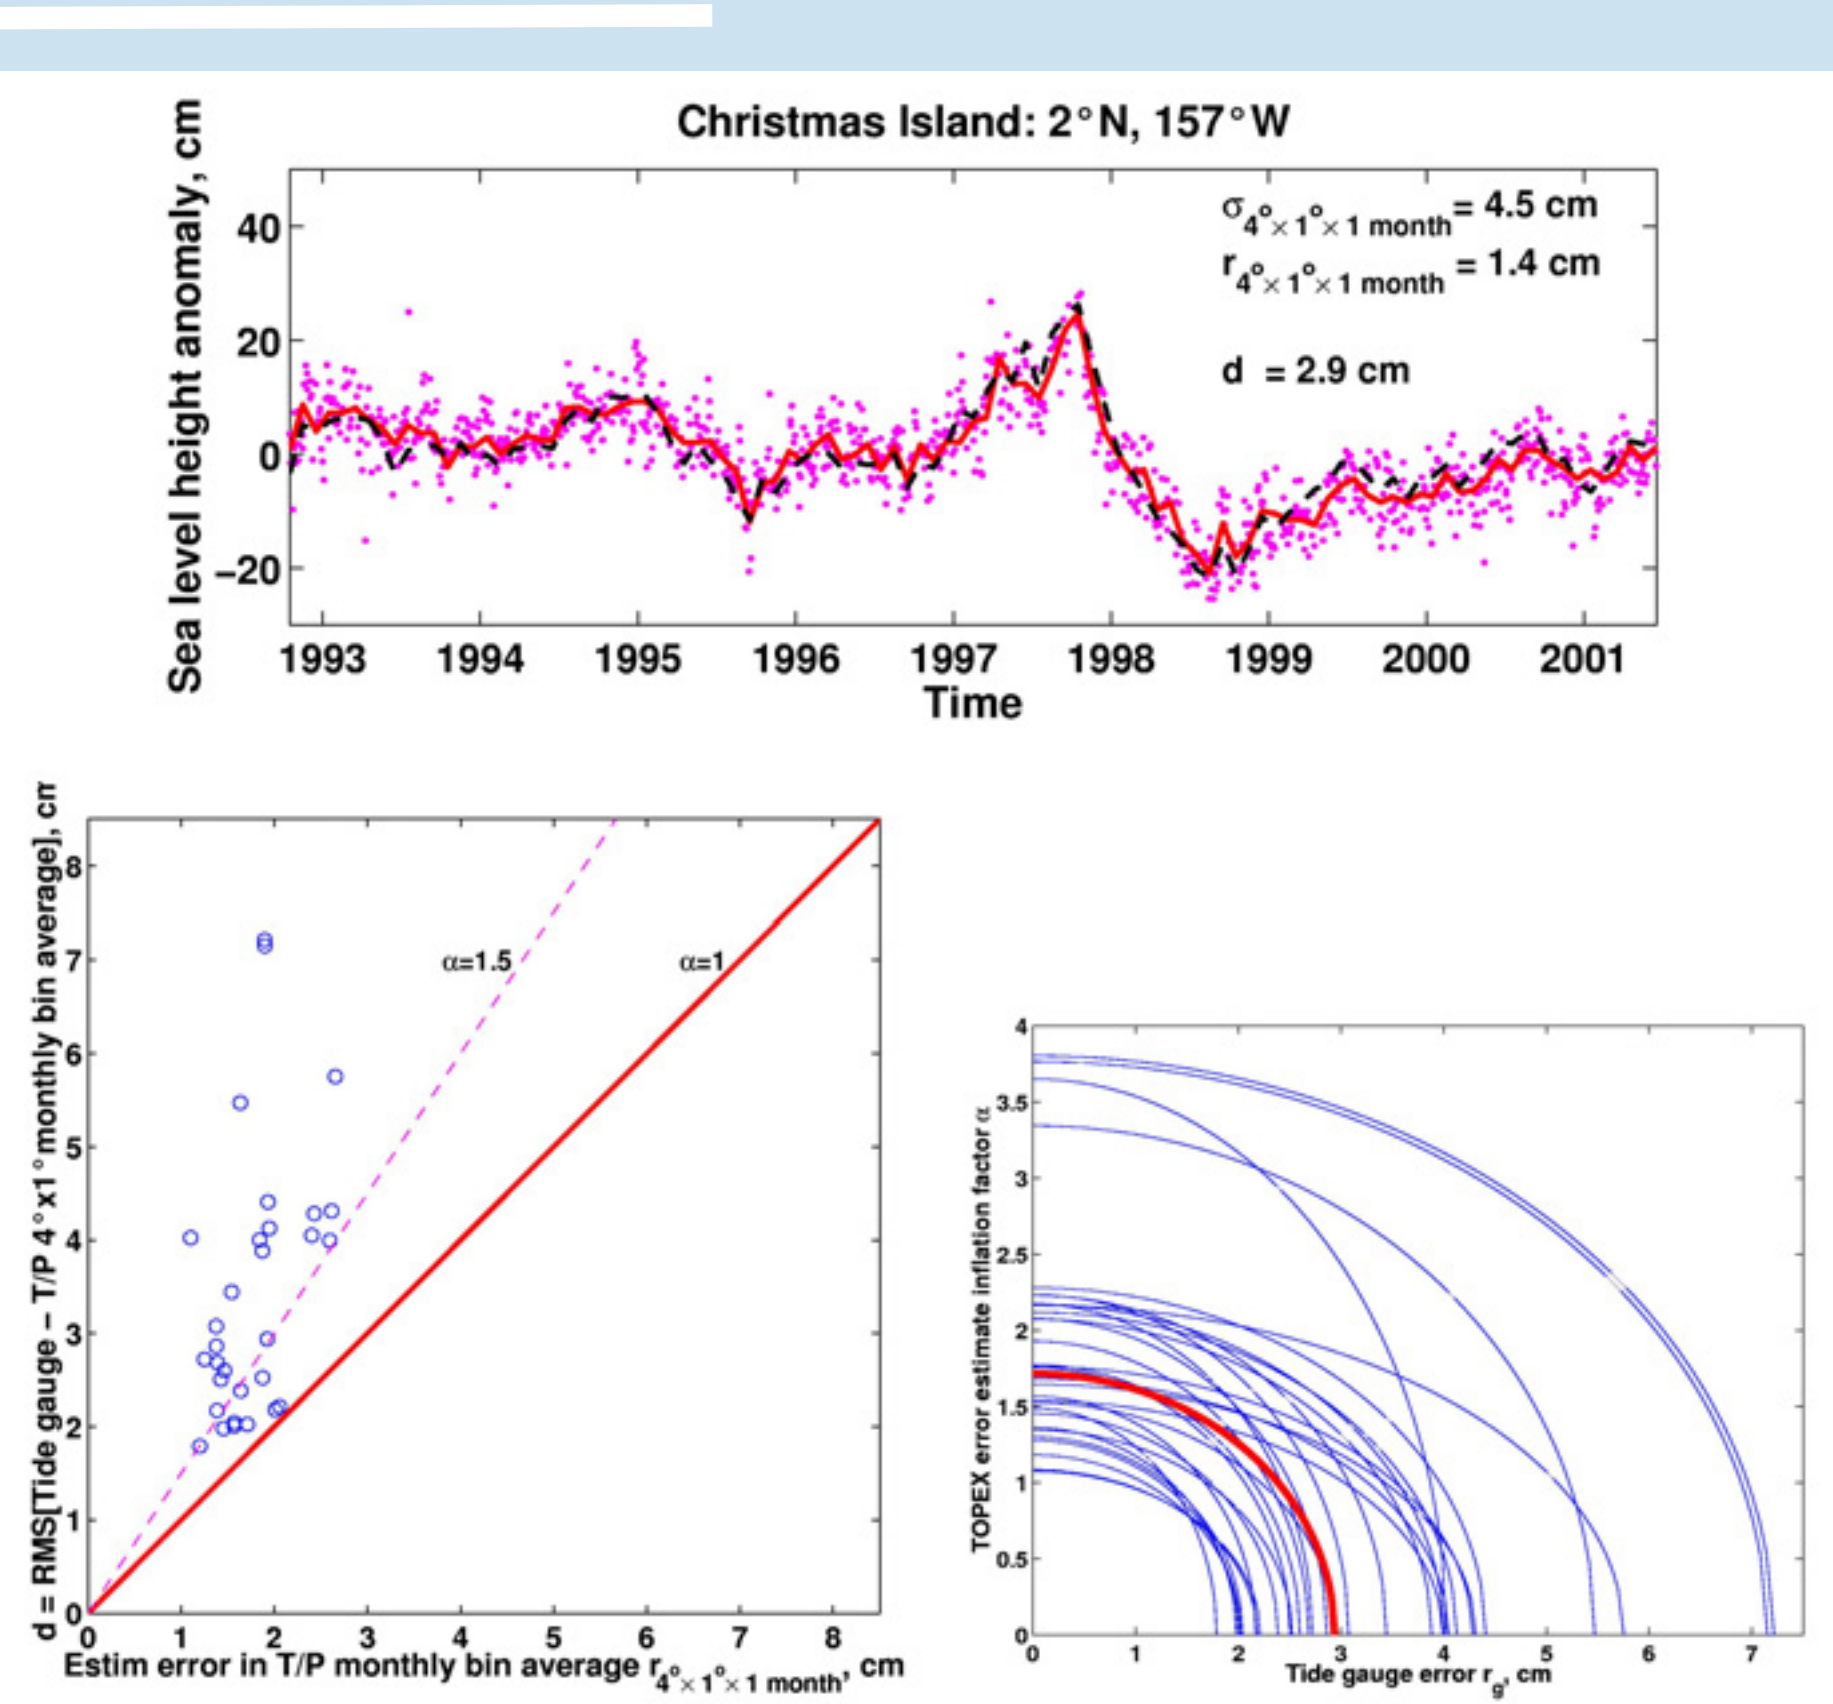 Christmas Island: 2°N, 157°W
Sea level height anomaly, cm
40
20
0
−20
σ4°×1°×1 month = 4.5 cm
r4°×1°×1 month = 1.4 cm
d = 2.9 cm
1993 1994 1995 1996 1997 1998 1999 2000 2001
Time
d = RMS[Tide gauge − T/P 4°x1° monthly bin average], cm
8
7
6
5
4
3
2
1
0
α=1.5 α=1
0 1 2 3 4 5 6 7 8
Estim error in T/P monthly bin average r4°×1°×1 month, cm
TOPEX error estimate inflation factor α
4
3.5
3
2.5
2
1.5
1
0.5
0
0 1 2 3 4 5 6 7
Tide gauge error rg, cm